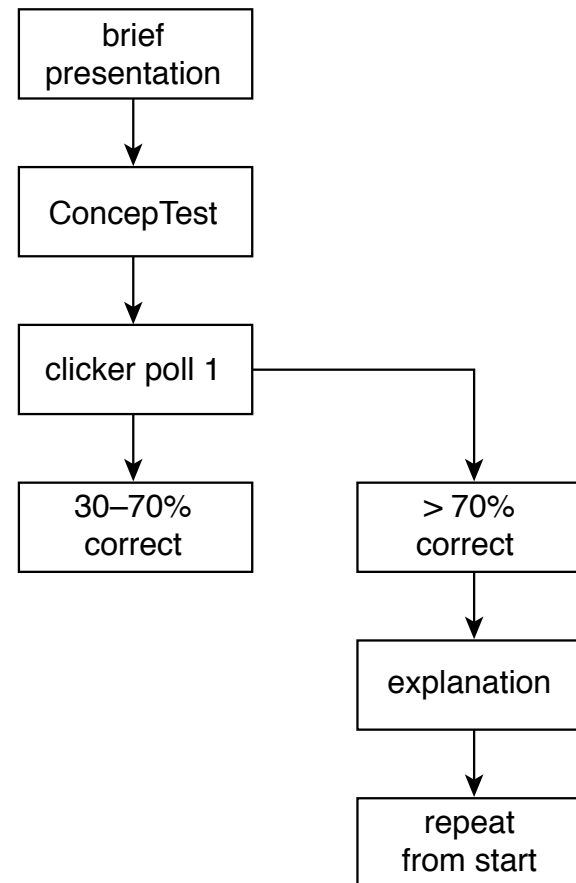 brief
presentation
ConcepTest
clicker poll 1
30–70%
correct
> 70%
correct
explanation
repeat
from start